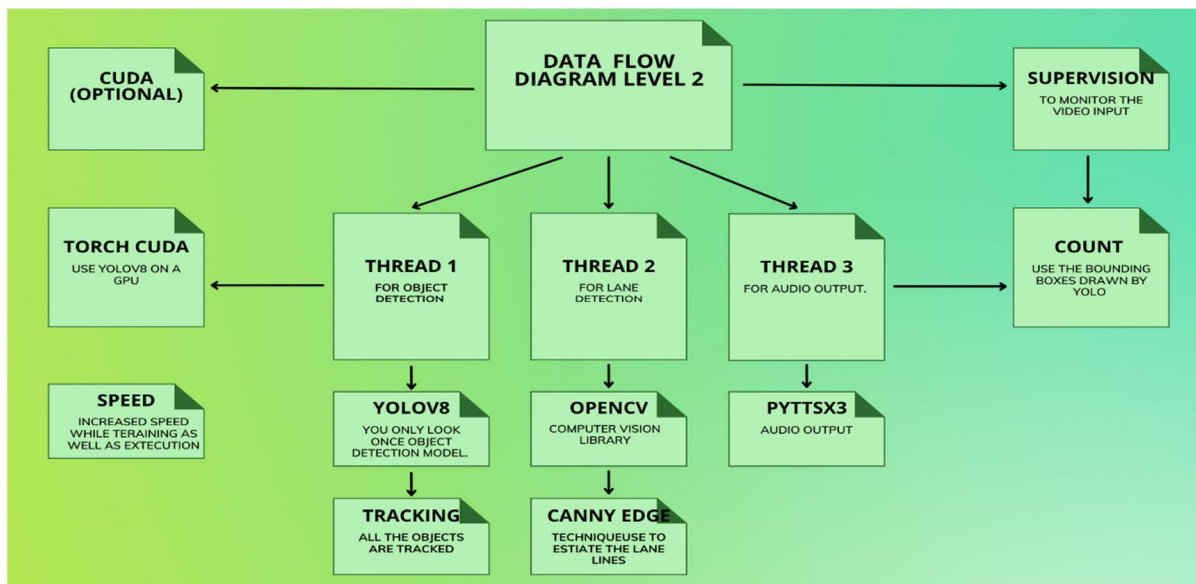 CUDA
(OPTIONAL)
DATA FLOW
DIAGRAM LEVEL 2
SUPERVISION
TO MONITOR THE
VIDEO INPUT
TORCH CUDA
USE YOLOV8 ON A
GPU
THREAD 1
FOR OBJECT
DETECTION
THREAD 2
FOR LANE
DETECTION
THREAD 3
FOR AUDIO OUTPUT.
COUNT
USE THE BOUNDING
BOXES DRAWN BY
YOLO
SPEED
INCREASED SPEED
WHILE TERAINING AS
WELL AS EXTECUTION
YOLOV8
YOU ONLY LOOK
ONCE OBJECT
DETECTION MODEL.
OPENCV
COMPUTER VISION
LIBRARY
PYTTSX3
AUDIO OUTPUT
TRACKING
ALL THE OBJECTS
ARE TRACKED
CANNY EDGE
TECHNIQUEUSE TO
ESTIATE THE LANE
LINES